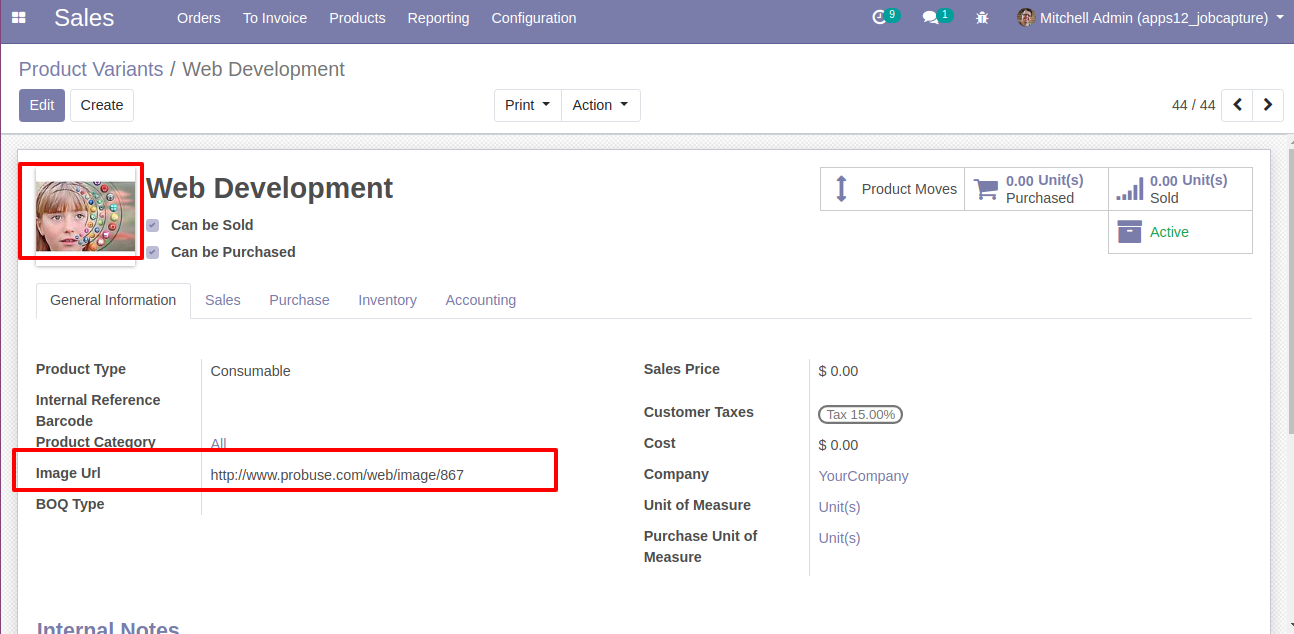 Sales Orders To Invoice Products Reporting Configuration 9 1 Mitchell Admin (apps12_jobcapture)
Product Variants / Web Development
Edit Create Print Action 44 / 44
Web Development
Can be Sold
Can be Purchased
Product Moves
0.00 Unit(s)
Purchased
0.00 Unit(s)
Sold
Active
General Information Sales Purchase Inventory Accounting
Product Type Consumable
Internal Reference
Barcode
Product Category All
Image Url http://www.probuse.com/web/image/867
BOQ Type
Sales Price $ 0.00
Customer Taxes Tax 15.00%
Cost $ 0.00
Company YourCompany
Unit of Measure Unit(s)
Purchase Unit of Unit(s)
Measure
Internal Notes